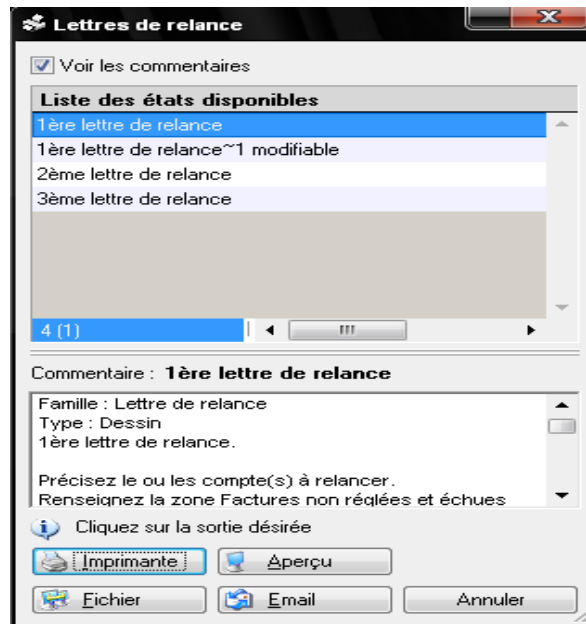 Lettres de relance
Voir les commentaires
Liste des états disponibles
1ère lettre de relance
1ère lettre de relance~1 modifiable
2ème lettre de relance
3ème lettre de relance
4 (1)
Commentaire : 1ère lettre de relance
Famille : Lettre de relance
Type : Dessin
1ère lettre de relance.
Précisez le ou les compte(s) à relancer.
Renseignez la zone Factures non réglées et échues
Cliquez sur la sortie désirée
Imprimante Aperçu
Fichier Email Annuler